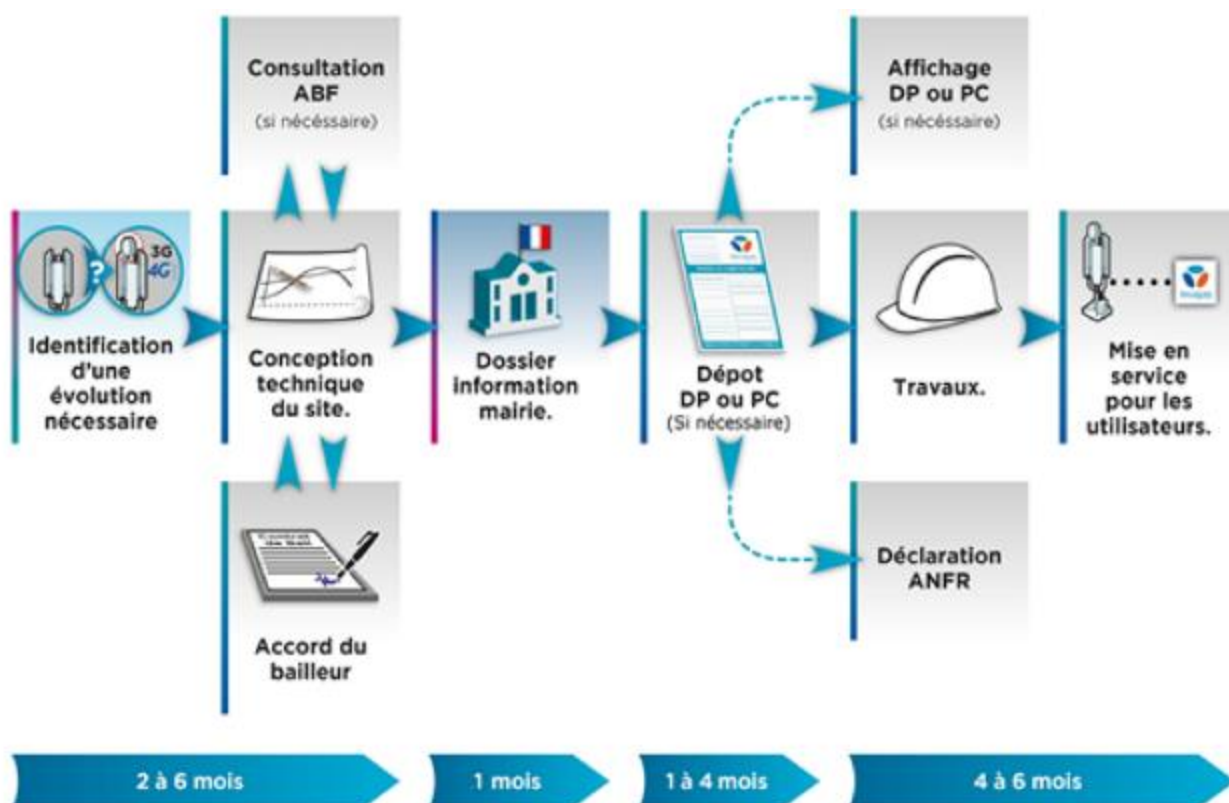 Consultation
ABF
(si nécéssaire)
Affichage
DP ou PC
(si nécéssaire)
3G
4G
?
Identification
d'une
évolution
nécessaire
Conception
technique
du site.
Dossier
information
mairie.
Dépot
DP ou PC
(Si nécessaire)
Travaux.
Mise en
service
pour les
utilisateurs.
Accord du
bailleur
Déclaration
ANFR
2 à 6 mois
1 mois
1 à 4 mois
4 à 6 mois